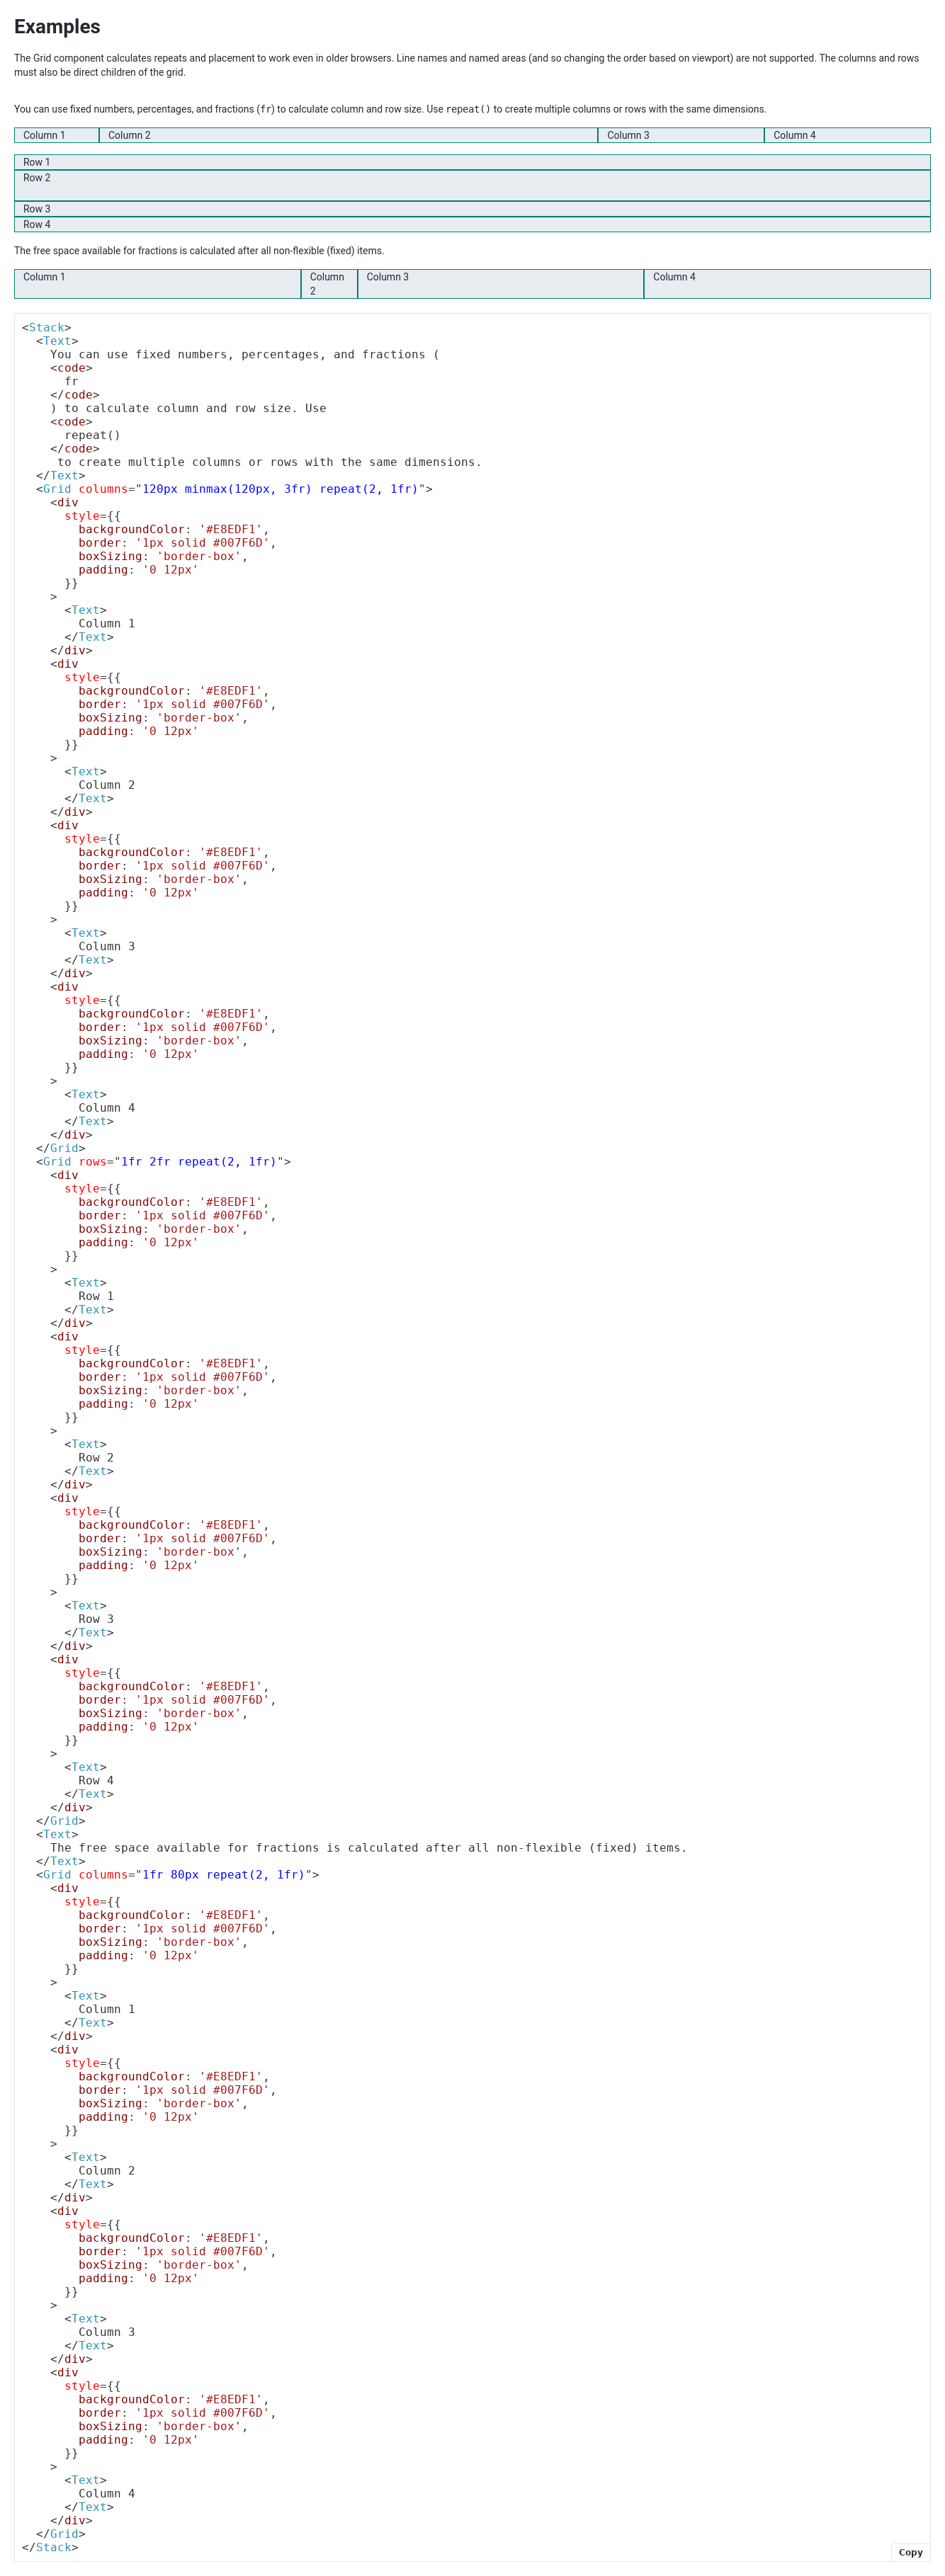 Examples
The Grid component calculates repeats and placement to work even in older browsers. Line names and named areas (and so changing the order based on viewport) are not supported. The columns and rows
must also be direct children of the grid.
You can use fixed numbers, percentages, and fractions (fr) to calculate column and row size. Use repeat() to create multiple columns or rows with the same dimensions.
Column 1 Column 2 Column 3 Column 4
Row 1
Row 2
Row 3
Row 4
The free space available for fractions is calculated after all non-flexible (fixed) items.
Column 1 Column Column 3 Column 4
2
<Stack>
  <Text>
    You can use fixed numbers, percentages, and fractions (
    <code>
      fr
    </code>
    ) to calculate column and row size. Use
    <code>
      repeat()
    </code>
     to create multiple columns or rows with the same dimensions.
  </Text>
  <Grid columns="120px minmax(120px, 3fr) repeat(2, 1fr)">
    <div
      style={{
        backgroundColor: '#E8EDF1',
        border: '1px solid #007F6D',
        boxSizing: 'border-box',
        padding: '0 12px'
      }}
    >
      <Text>
        Column 1
      </Text>
    </div>
    <div
      style={{
        backgroundColor: '#E8EDF1',
        border: '1px solid #007F6D',
        boxSizing: 'border-box',
        padding: '0 12px'
      }}
    >
      <Text>
        Column 2
      </Text>
    </div>
    <div
      style={{
        backgroundColor: '#E8EDF1',
        border: '1px solid #007F6D',
        boxSizing: 'border-box',
        padding: '0 12px'
      }}
    >
      <Text>
        Column 3
      </Text>
    </div>
    <div
      style={{
        backgroundColor: '#E8EDF1',
        border: '1px solid #007F6D',
        boxSizing: 'border-box',
        padding: '0 12px'
      }}
    >
      <Text>
        Column 4
      </Text>
    </div>
  </Grid>
  <Grid rows="1fr 2fr repeat(2, 1fr)">
    <div
      style={{
        backgroundColor: '#E8EDF1',
        border: '1px solid #007F6D',
        boxSizing: 'border-box',
        padding: '0 12px'
      }}
    >
      <Text>
        Row 1
      </Text>
    </div>
    <div
      style={{
        backgroundColor: '#E8EDF1',
        border: '1px solid #007F6D',
        boxSizing: 'border-box',
        padding: '0 12px'
      }}
    >
      <Text>
        Row 2
      </Text>
    </div>
    <div
      style={{
        backgroundColor: '#E8EDF1',
        border: '1px solid #007F6D',
        boxSizing: 'border-box',
        padding: '0 12px'
      }}
    >
      <Text>
        Row 3
      </Text>
    </div>
    <div
      style={{
        backgroundColor: '#E8EDF1',
        border: '1px solid #007F6D',
        boxSizing: 'border-box',
        padding: '0 12px'
      }}
    >
      <Text>
        Row 4
      </Text>
    </div>
  </Grid>
  <Text>
    The free space available for fractions is calculated after all non-flexible (fixed) items.
  </Text>
  <Grid columns="1fr 80px repeat(2, 1fr)">
    <div
      style={{
        backgroundColor: '#E8EDF1',
        border: '1px solid #007F6D',
        boxSizing: 'border-box',
        padding: '0 12px'
      }}
    >
      <Text>
        Column 1
      </Text>
    </div>
    <div
      style={{
        backgroundColor: '#E8EDF1',
        border: '1px solid #007F6D',
        boxSizing: 'border-box',
        padding: '0 12px'
      }}
    >
      <Text>
        Column 2
      </Text>
    </div>
    <div
      style={{
        backgroundColor: '#E8EDF1',
        border: '1px solid #007F6D',
        boxSizing: 'border-box',
        padding: '0 12px'
      }}
    >
      <Text>
        Column 3
      </Text>
    </div>
    <div
      style={{
        backgroundColor: '#E8EDF1',
        border: '1px solid #007F6D',
        boxSizing: 'border-box',
        padding: '0 12px'
      }}
    >
      <Text>
        Column 4
      </Text>
    </div>
  </Grid>
</Stack>
Copy